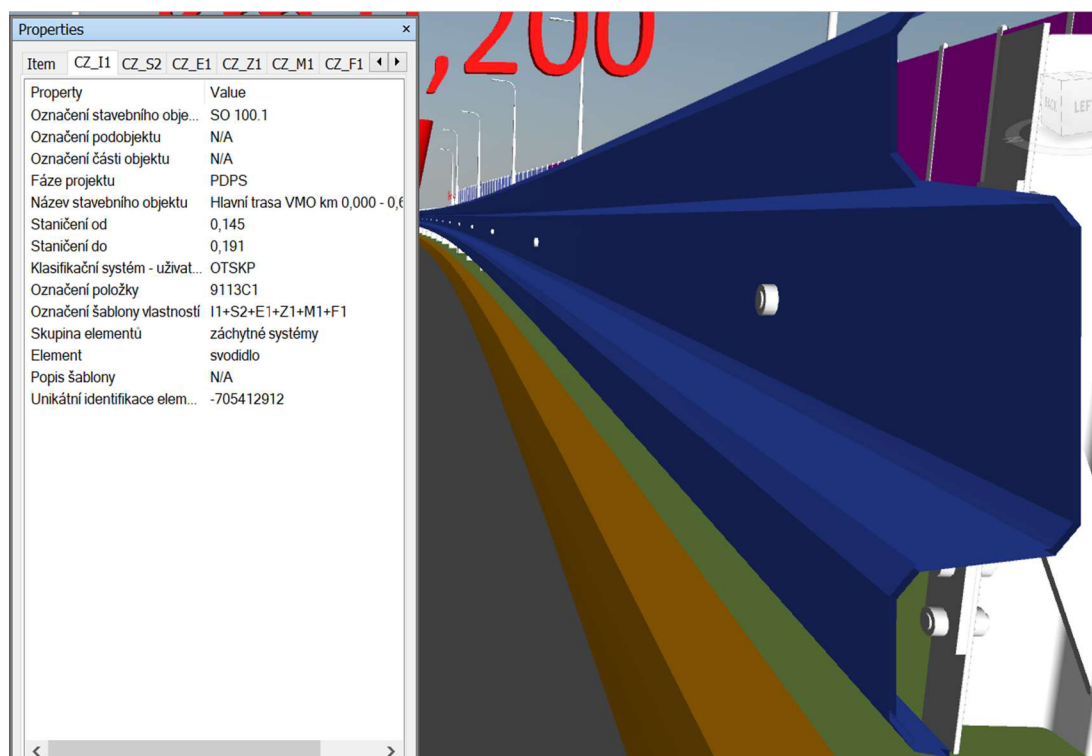 Properties
Item CZ_I1 CZ_S2 CZ_E1 CZ_Z1 CZ_M1 CZ_F1
Property Value
Označení stavebního obje... SO 100.1
Označení podobjektu N/A
Označení části objektu N/A
Fáze projektu PDPS
Název stavebního objektu Hlavní trasa VMO km 0,000 - 0,6
Staničení od 0,145
Staničení do 0,191
Klasifikační systém - uživat... OTSKP
Označení položky 9113C1
Označení šablony vlastností I1+S2+E1+Z1+M1+F1
Skupina elementů záchytné systémy
Element svodidlo
Popis šablony N/A
Unikátní identifikace elem... -705412912
,200
BACK LEFT